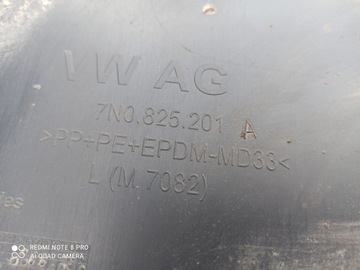 VW AG
7N0.825.201 A
>PP+PE+EPDM-MD33<
L (M.7082)
REDMI NOTE 8 PRO
AI QUAD CAMERA